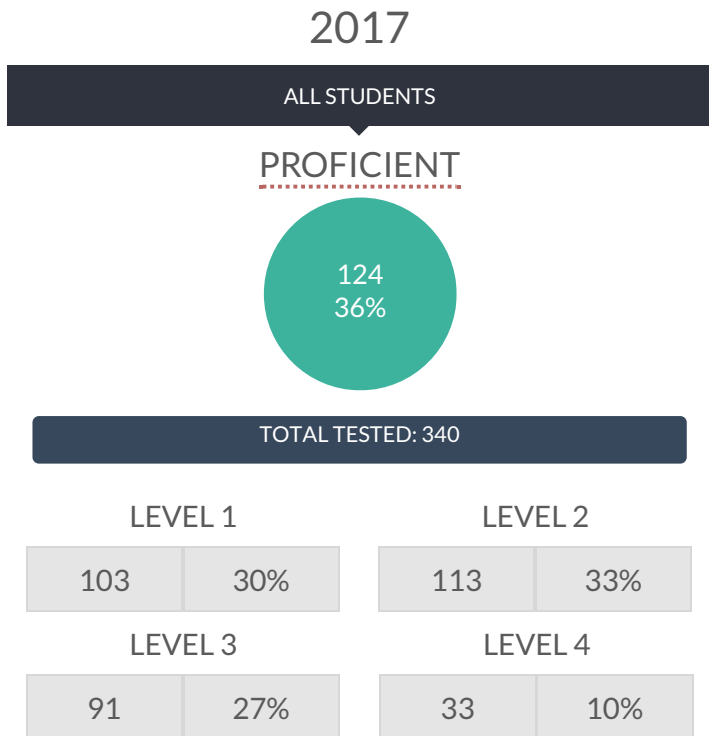 2017
ALL STUDENTS
PROFICIENT
124
36%
TOTAL TESTED: 340
LEVEL 1 LEVEL 2
103 30% 113 33%
LEVEL 3 LEVEL 4
91 27% 33 10%